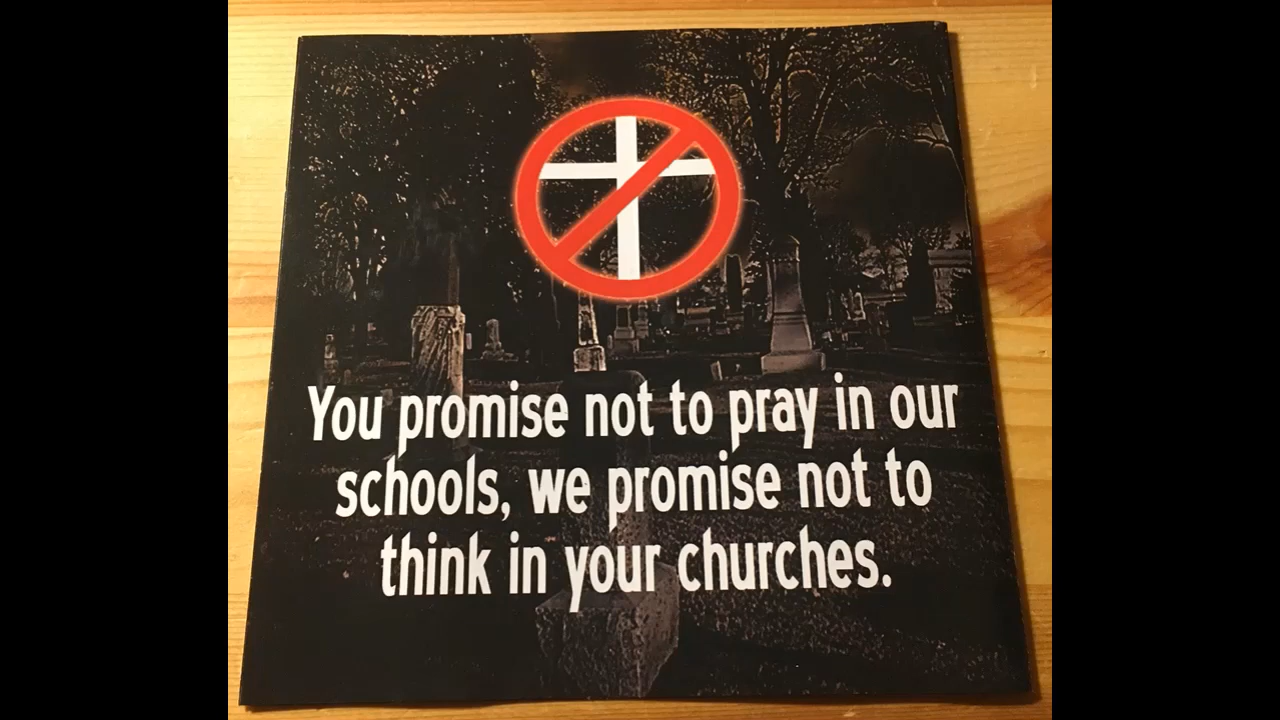 You promise not to pray in our
schools, we promise not to
think in your churches.